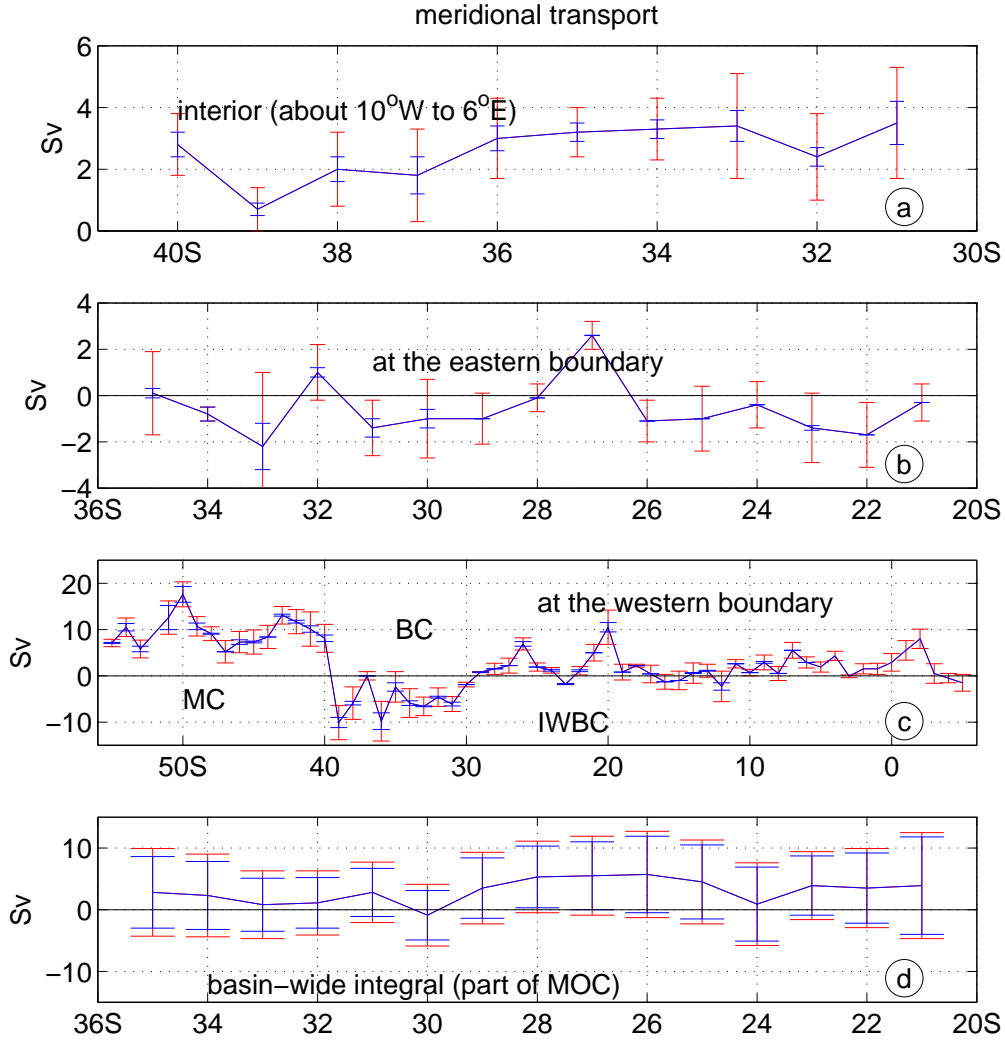 meridional transport
6
4
2
0
Sv
interior (about 10°W to 6°E)
a
40S 38 36 34 32 30S
4
2
0
−2
−4
Sv
at the eastern boundary
b
36S 34 32 30 28 26 24 22 20S
20
10
0
−10
Sv
at the western boundary
BC
MC
IWBC
c
50S 40 30 20 10 0
10
0
−10
Sv
basin−wide integral (part of MOC)
d
36S 34 32 30 28 26 24 22 20S